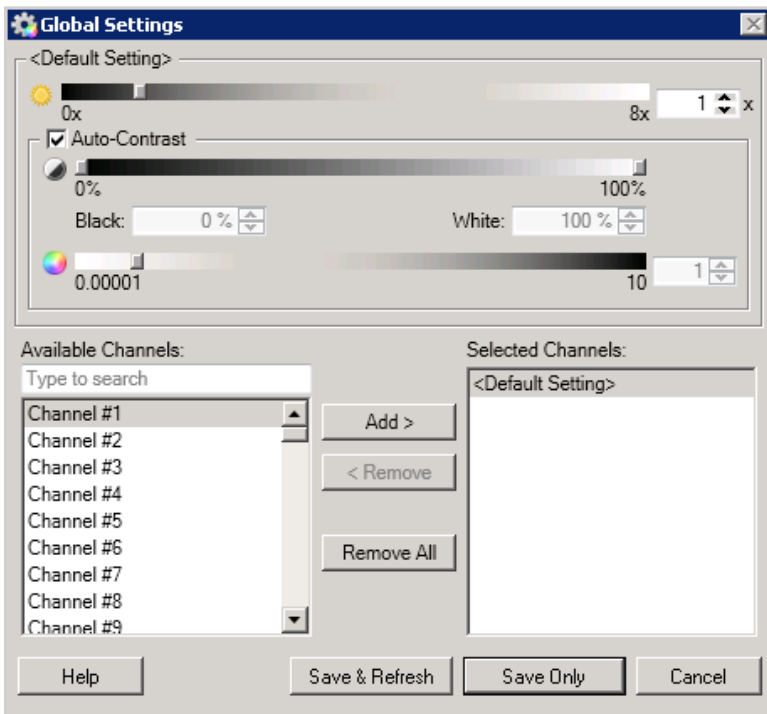 Global Settings
<Default Setting>
0x 8x 1 x
Auto-Contrast
0% 100%
Black: 0 % White: 100 %
0.00001 10 1
Available Channels:
Type to search
Channel #1
Channel #2
Channel #3
Channel #4
Channel #5
Channel #6
Channel #7
Channel #8
Channel #9
Add >
< Remove
Remove All
Selected Channels:
<Default Setting>
Help Save & Refresh Save Only Cancel